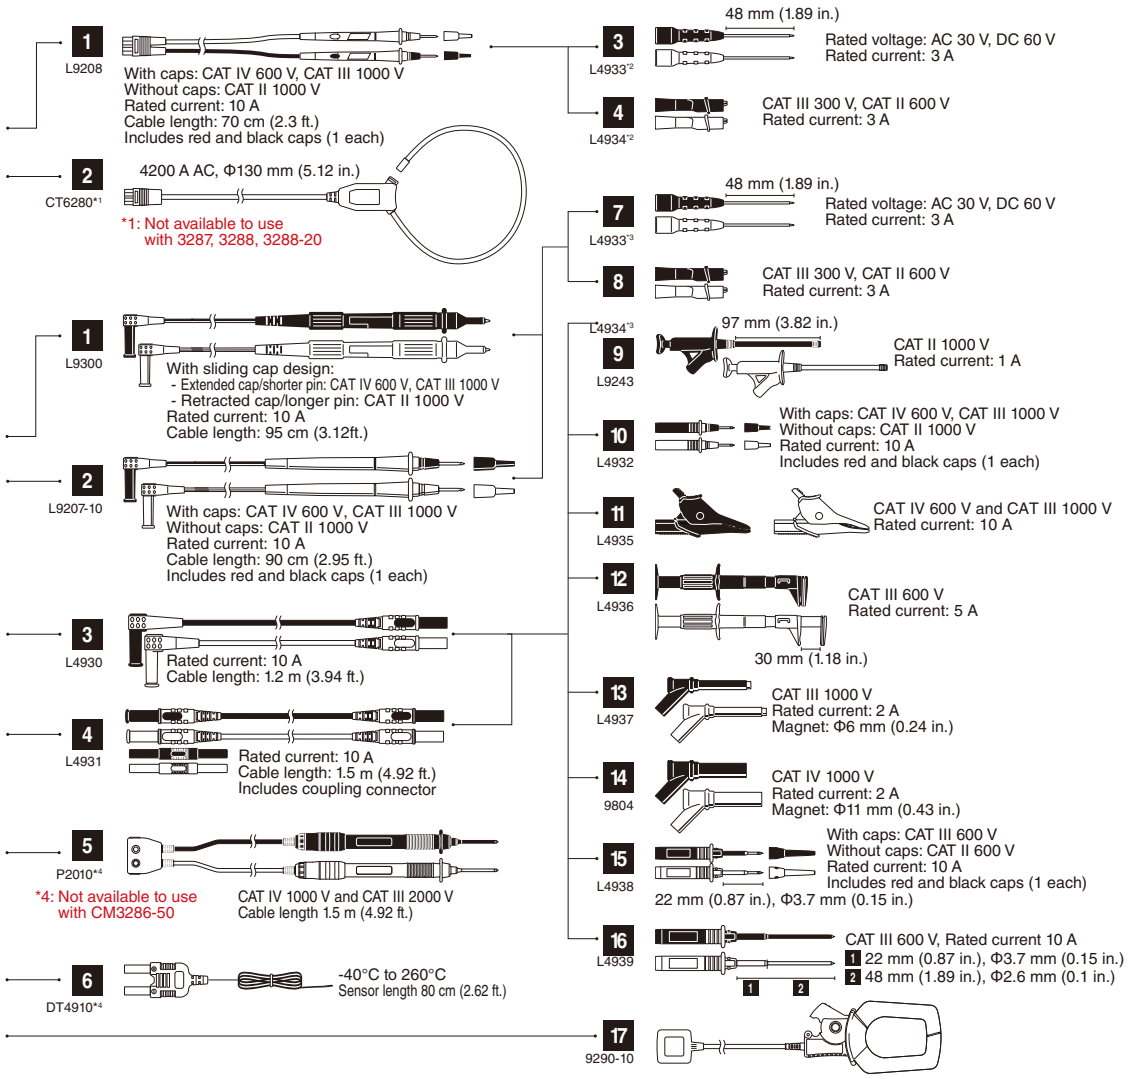 1
L9208
With caps: CAT IV 600 V, CAT III 1000 V
Without caps: CAT II 1000 V
Rated current: 10 A
Cable length: 70 cm (2.3 ft.)
Includes red and black caps (1 each)
2
CT6280*1
4200 A AC, Φ130 mm (5.12 in.)
*1: Not available to use
with 3287, 3288, 3288-20
1
L9300
With sliding cap design:
- Extended cap/shorter pin: CAT IV 600 V, CAT III 1000 V
- Retracted cap/longer pin: CAT II 1000 V
Rated current: 10 A
Cable length: 95 cm (3.12ft.)
2
L9207-10
With caps: CAT IV 600 V, CAT III 1000 V
Without caps: CAT II 1000 V
Rated current: 10 A
Cable length: 90 cm (2.95 ft.)
Includes red and black caps (1 each)
3
L4930
Rated current: 10 A
Cable length: 1.2 m (3.94 ft.)
4
L4931
Rated current: 10 A
Cable length: 1.5 m (4.92 ft.)
Includes coupling connector
5
P2010*4
*4: Not available to use
with CM3286-50
CAT IV 1000 V and CAT III 2000 V
Cable length 1.5 m (4.92 ft.)
6
DT4910*4
-40°C to 260°C
Sensor length 80 cm (2.62 ft.)
3
L4933*2
48 mm (1.89 in.)
Rated voltage: AC 30 V, DC 60 V
Rated current: 3 A
4
L4934*2
CAT III 300 V, CAT II 600 V
Rated current: 3 A
7
L4933*3
48 mm (1.89 in.)
Rated voltage: AC 30 V, DC 60 V
Rated current: 3 A
8
L4934*3
CAT III 300 V, CAT II 600 V
Rated current: 3 A
9
L9243
97 mm (3.82 in.)
CAT II 1000 V
Rated current: 1 A
10
L4932
With caps: CAT IV 600 V, CAT III 1000 V
Without caps: CAT II 1000 V
Rated current: 10 A
Includes red and black caps (1 each)
11
L4935
CAT IV 600 V and CAT III 1000 V
Rated current: 10 A
12
L4936
CAT III 600 V
Rated current: 5 A
30 mm (1.18 in.)
13
L4937
CAT III 1000 V
Rated current: 2 A
Magnet: Φ6 mm (0.24 in.)
14
9804
CAT IV 1000 V
Rated current: 2 A
Magnet: Φ11 mm (0.43 in.)
15
L4938
With caps: CAT III 600 V
Without caps: CAT II 600 V
Rated current: 10 A
Includes red and black caps (1 each)
22 mm (0.87 in.), Φ3.7 mm (0.15 in.)
16
L4939
CAT III 600 V, Rated current 10 A
1 22 mm (0.87 in.), Φ3.7 mm (0.15 in.)
2 48 mm (1.89 in.), Φ2.6 mm (0.1 in.)
1 2
17
9290-10